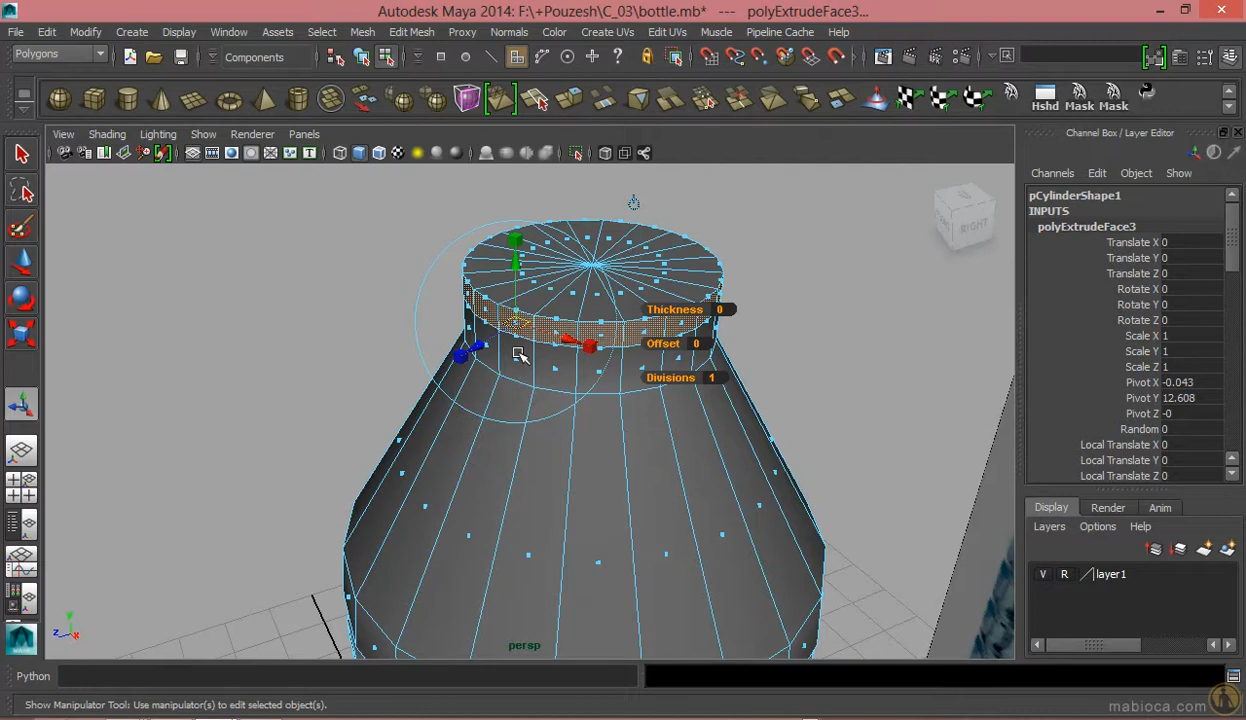 Autodesk Maya 2014: F:\+Pouzesh\C_03\bottle.mb*   ---   polyExtrudeFace3...
File Edit Modify Create Display Window Assets Select Mesh Edit Mesh Proxy Normals Color Create UVs Edit UVs Muscle Pipeline Cache Help
Polygons
Components
Hshd Mask Mask
View Shading Lighting Show Renderer Panels
Channel Box / Layer Editor
Channels Edit Object Show
pCylinderShape1
INPUTS
polyExtrudeFace3
Translate X 0
Translate Y 0
Translate Z 0
Rotate X 0
Rotate Y 0
Rotate Z 0
Scale X 1
Scale Y 1
Scale Z 1
Pivot X -0.043
Pivot Y 12.608
Pivot Z -0
Random 0
Local Translate X 0
Local Translate Y 0
Local Translate Z 0
RIGHT
Thickness 0
Offset 0
Divisions 1
Display Render Anim
Layers Options Help
V R layer1
y
z x
persp
Python
Show Manipulator Tool: Use manipulator(s) to edit selected object(s).
mabioca.com